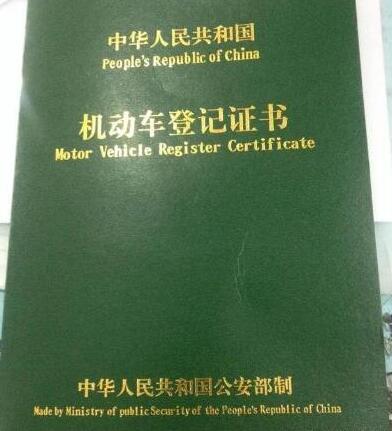 中华人民共和国
People's Republic of China
机动车登记证书
Motor Vehicle Register Certificate
中华人民共和国公安部制
Made by Ministry of public Security of the People's Republic of China